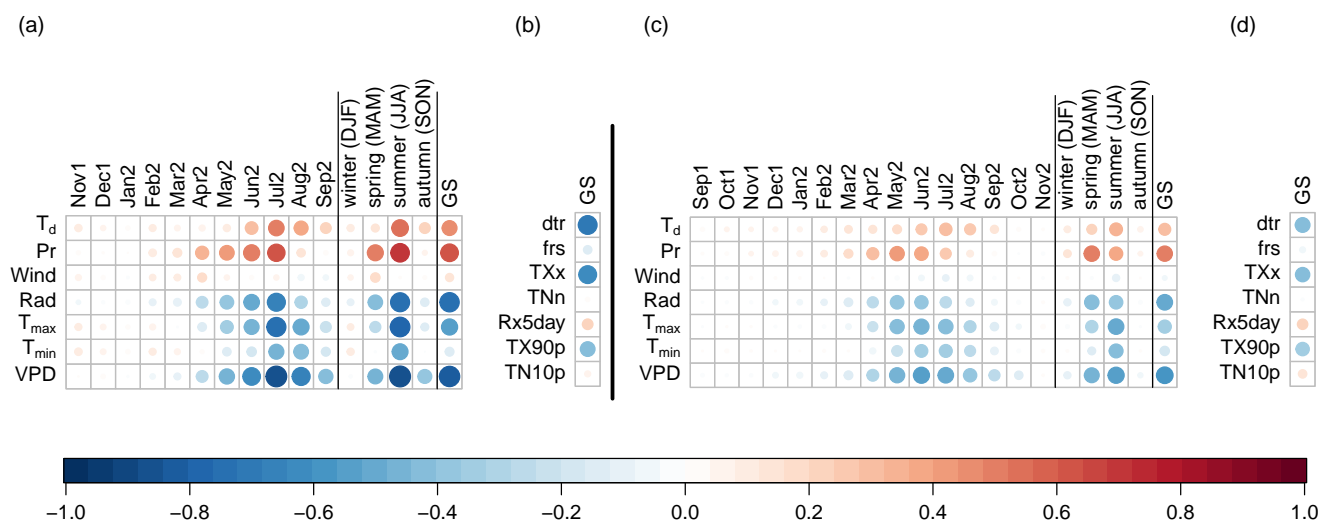 (a)
(b)
(c)
(d)
Nov1 Dec1 Jan2 Feb2 Mar2 Apr2 May2 Jun2 Jul2 Aug2 Sep2 winter (DJF) spring (MAM) summer (JJA) autumn (SON) GS
Td
Pr
Wind
Rad
Tmax
Tmin
VPD
GS
dtr
frs
TXx
TNn
Rx5day
TX90p
TN10p
Sep1 Oct1 Nov1 Dec1 Jan2 Feb2 Mar2 Apr2 May2 Jun2 Jul2 Aug2 Sep2 Oct2 Nov2 winter (DJF) spring (MAM) summer (JJA) autumn (SON) GS
Td
Pr
Wind
Rad
Tmax
Tmin
VPD
GS
dtr
frs
TXx
TNn
Rx5day
TX90p
TN10p
−1.0 −0.8 −0.6 −0.4 −0.2 0.0 0.2 0.4 0.6 0.8 1.0